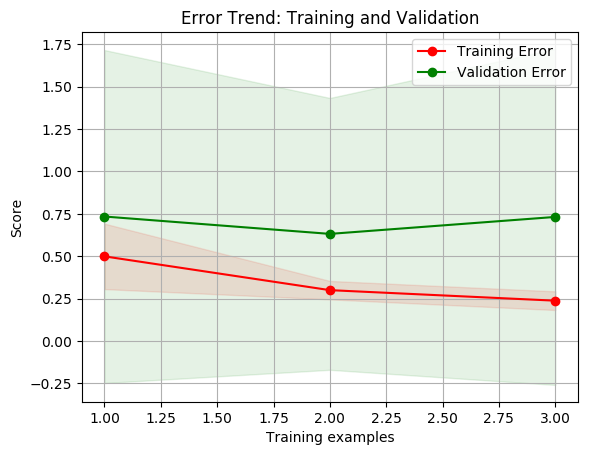 Error Trend: Training and Validation
Training Error
Validation Error
1.75
1.50
1.25
1.00
0.75
0.50
0.25
0.00
−0.25
Score
1.00 1.25 1.50 1.75 2.00 2.25 2.50 2.75 3.00
Training examples